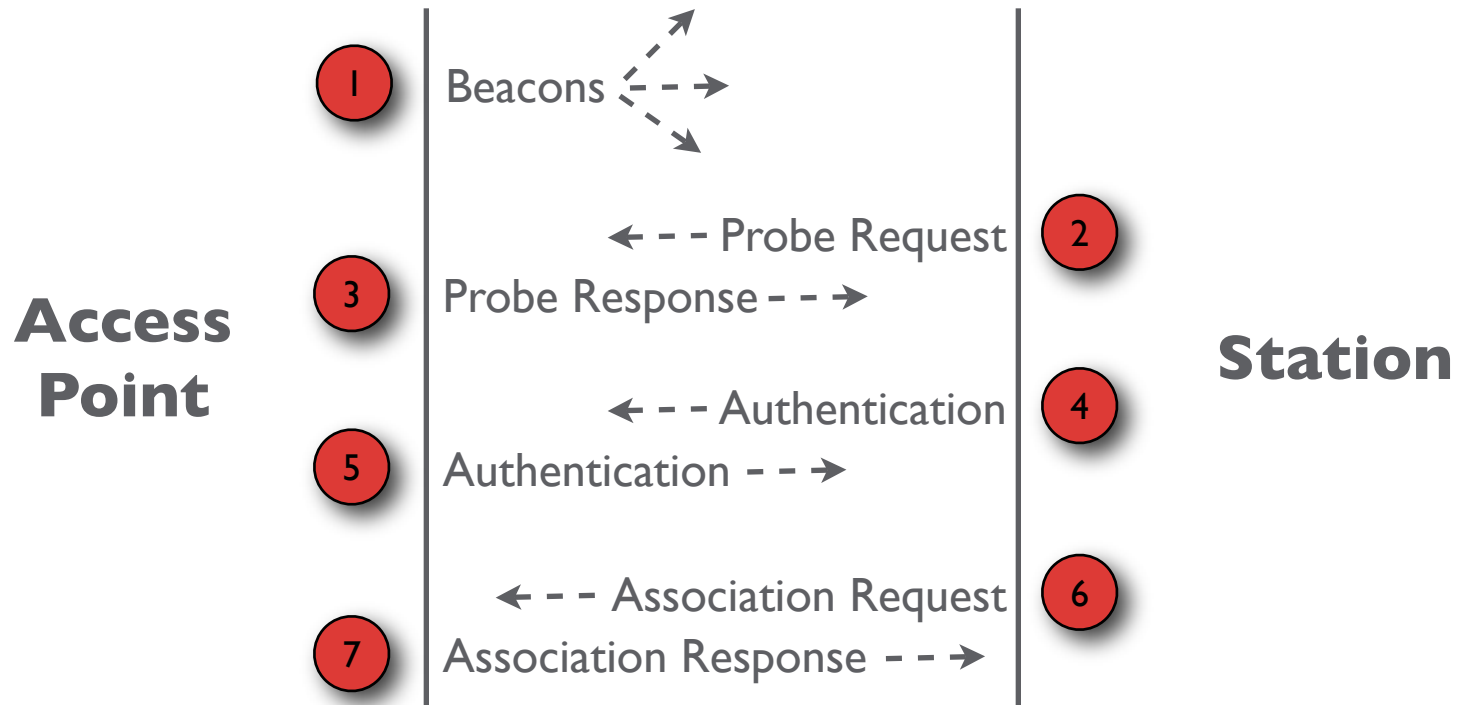 1
Beacons
Probe Request
2
3
Probe Response
Access
Point
Station
Authentication
4
5
Authentication
Association Request
6
7
Association Response